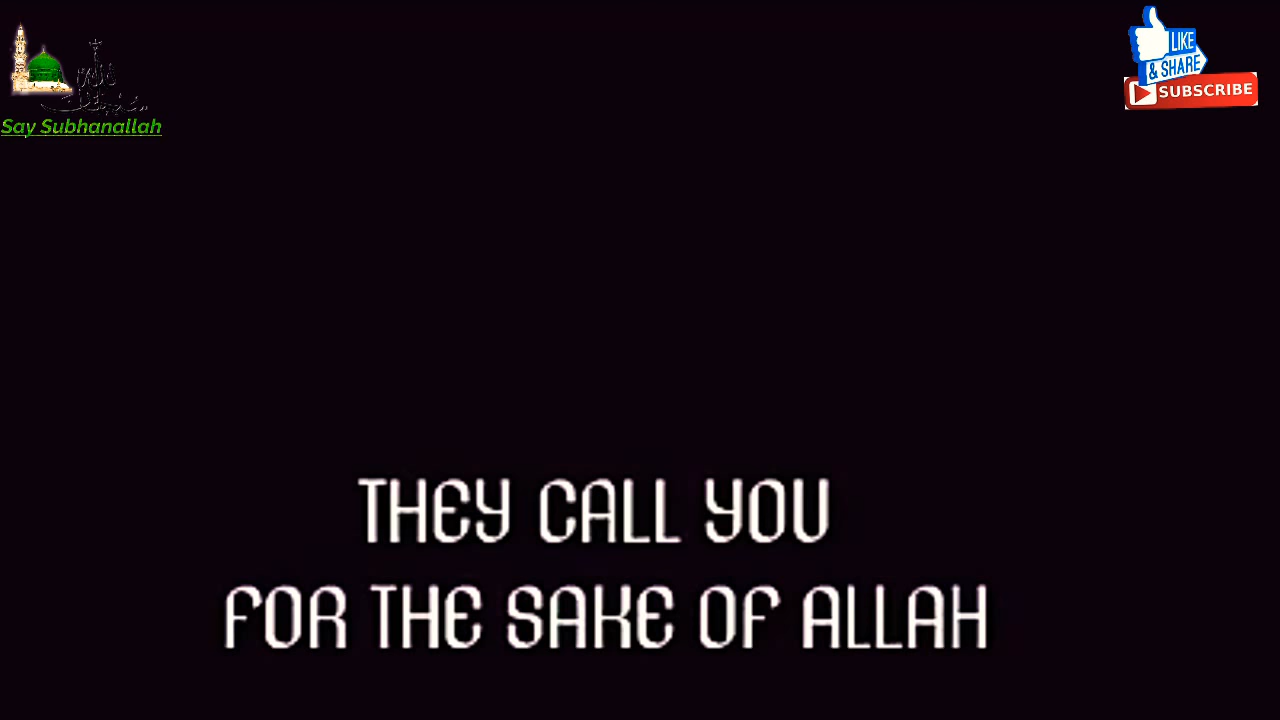 LIKE
& SHARE
SUBSCRIBE
Say Subhanallah
THEY CALL YOU
FOR THE SAKE OF ALLAH